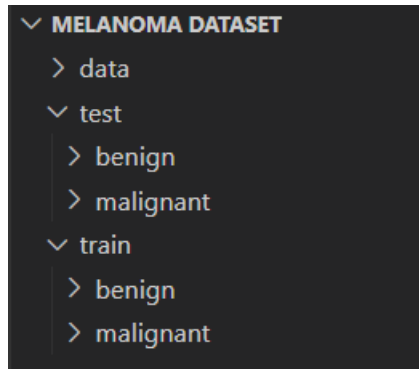 MELANOMA DATASET
data
test
benign
malignant
train
benign
malignant